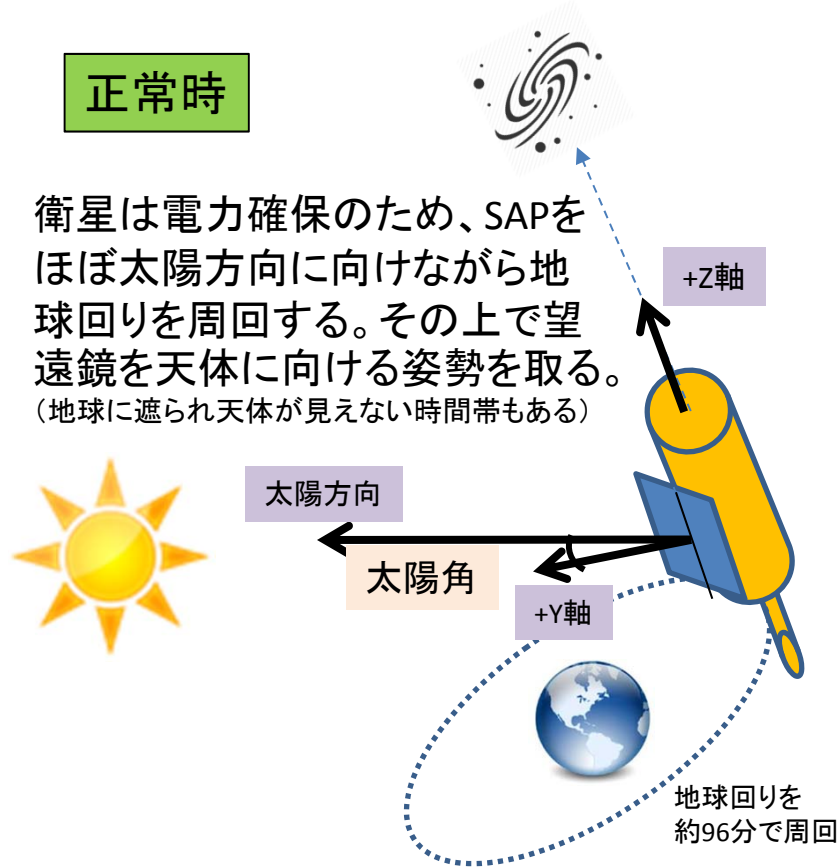 正常時
衛星は電力確保のため、SAPを
ほぼ太陽方向に向けながら地
球回りを周回する。その上で望
遠鏡を天体に向ける姿勢を取る。
（地球に遮られ天体が見えない時間帯もある）
+Z軸
太陽方向
太陽角
+Y軸
地球回りを
約96分で周回